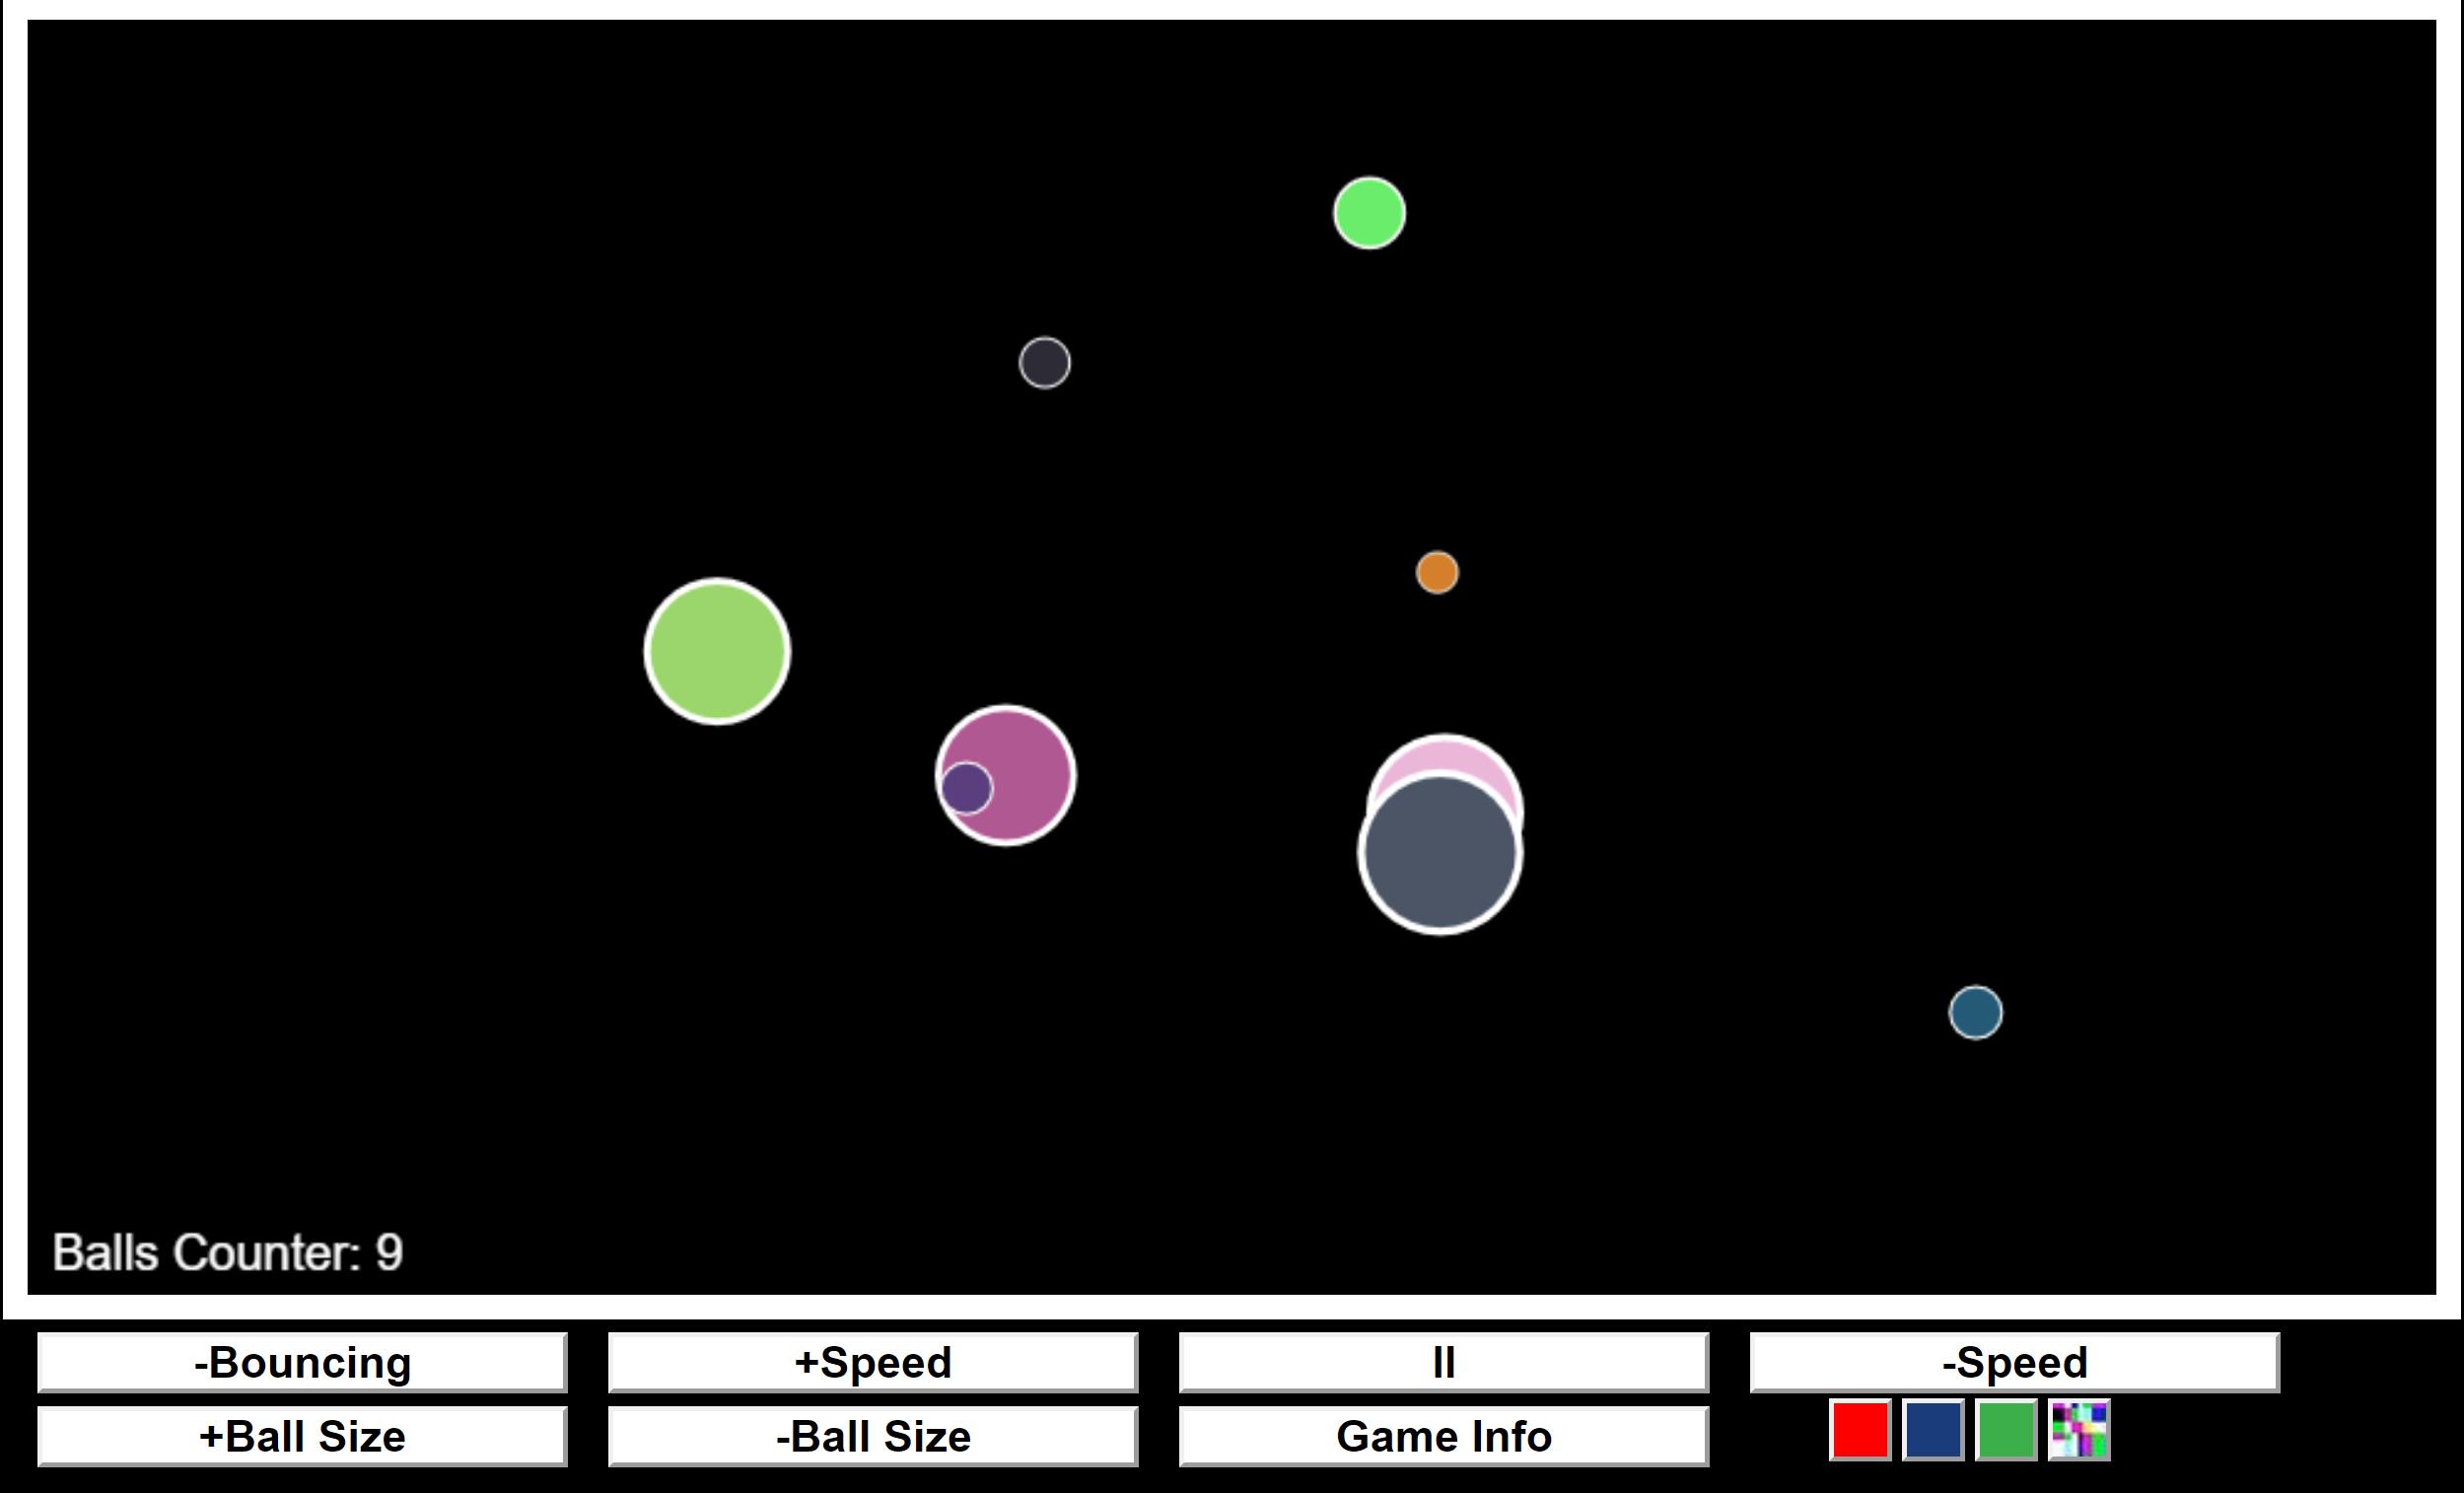 Balls Counter: 9
-Bouncing
+Speed
II
-Speed
+Ball Size
-Ball Size
Game Info